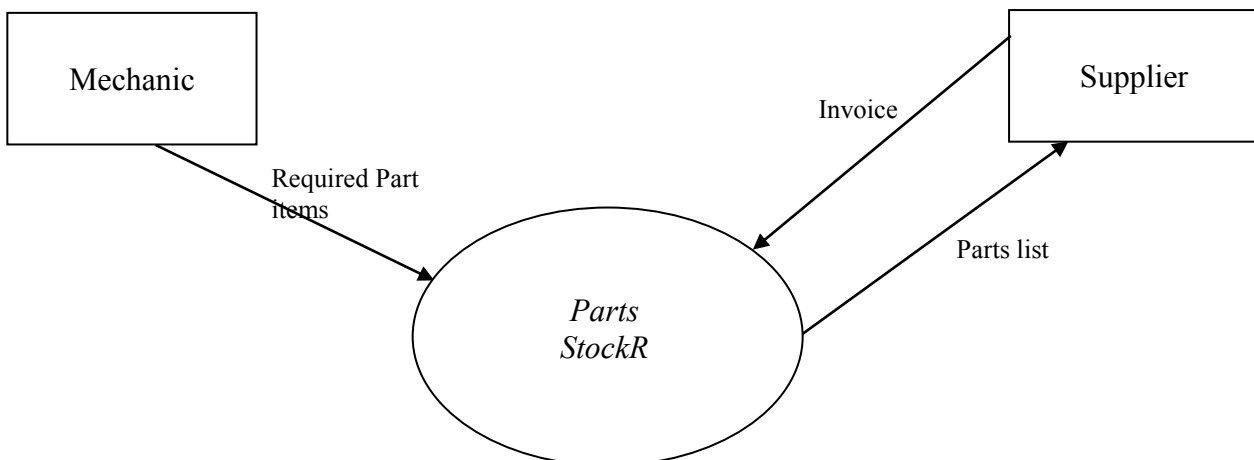 Mechanic
Supplier
Invoice
Required Part
items
Parts list
Parts
StockR